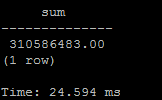 sum
--------------
310586483.00
(1 row)
Time: 24.594 ms